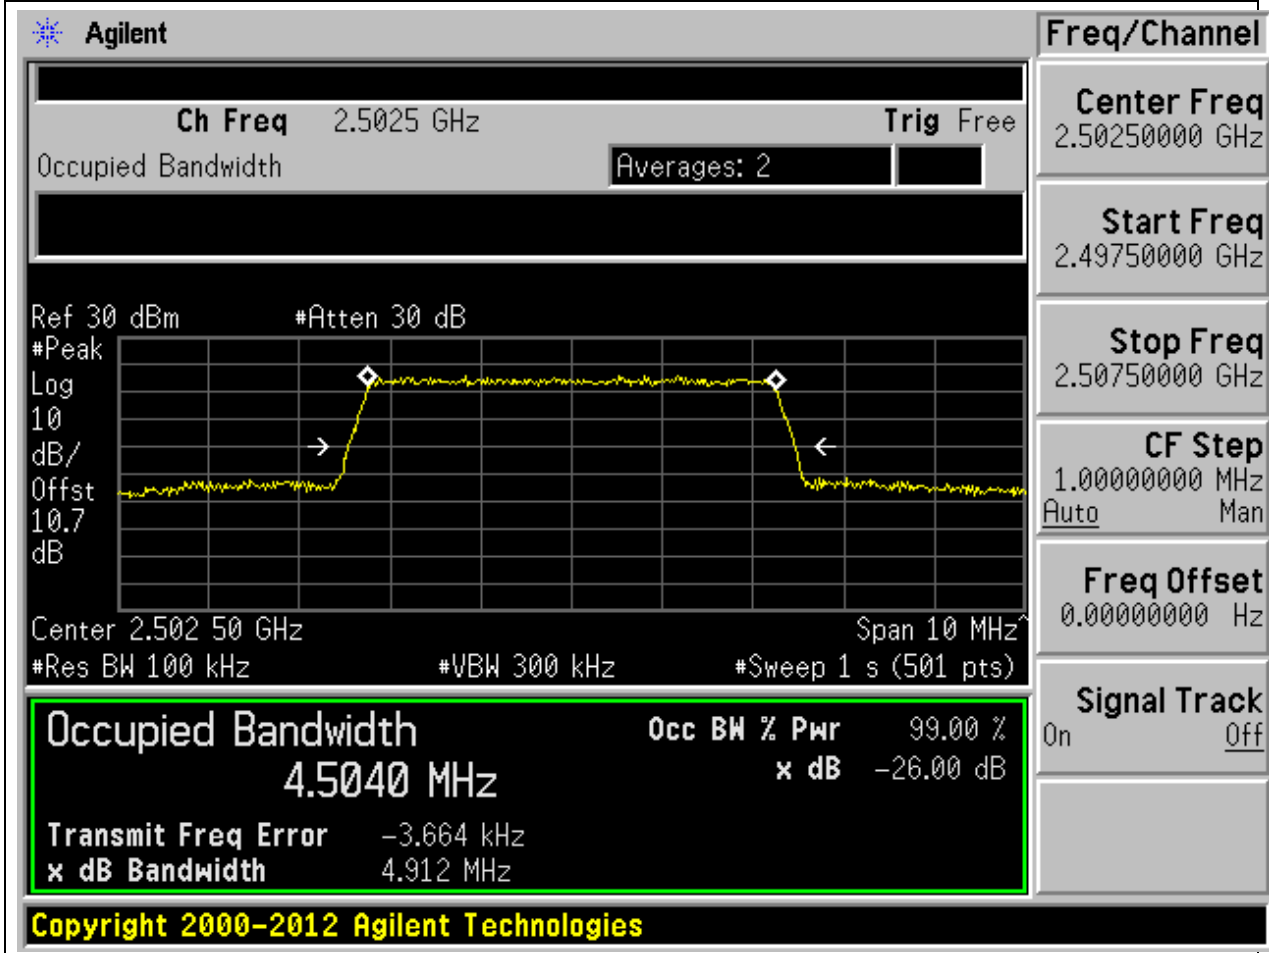 Agilent
Freq/Channel
Ch Freq 2.5025 GHz Trig Free
Occupied Bandwidth Averages: 2
Center Freq
2.50250000 GHz
Start Freq
2.49750000 GHz
Stop Freq
2.50750000 GHz
CF Step
1.00000000 MHz
Auto Man
Freq Offset
0.00000000 Hz
Signal Track
On Off
Ref 30 dBm #Atten 30 dB
#Peak
Log
10
dB/
Offst
10.7
dB
Center 2.502 50 GHz Span 10 MHz^
#Res BW 100 kHz #VBW 300 kHz #Sweep 1 s (501 pts)
Occupied Bandwidth Occ BW % Pwr 99.00 %
4.5040 MHz x dB -26.00 dB
Transmit Freq Error -3.664 kHz
x dB Bandwidth 4.912 MHz
Copyright 2000-2012 Agilent Technologies